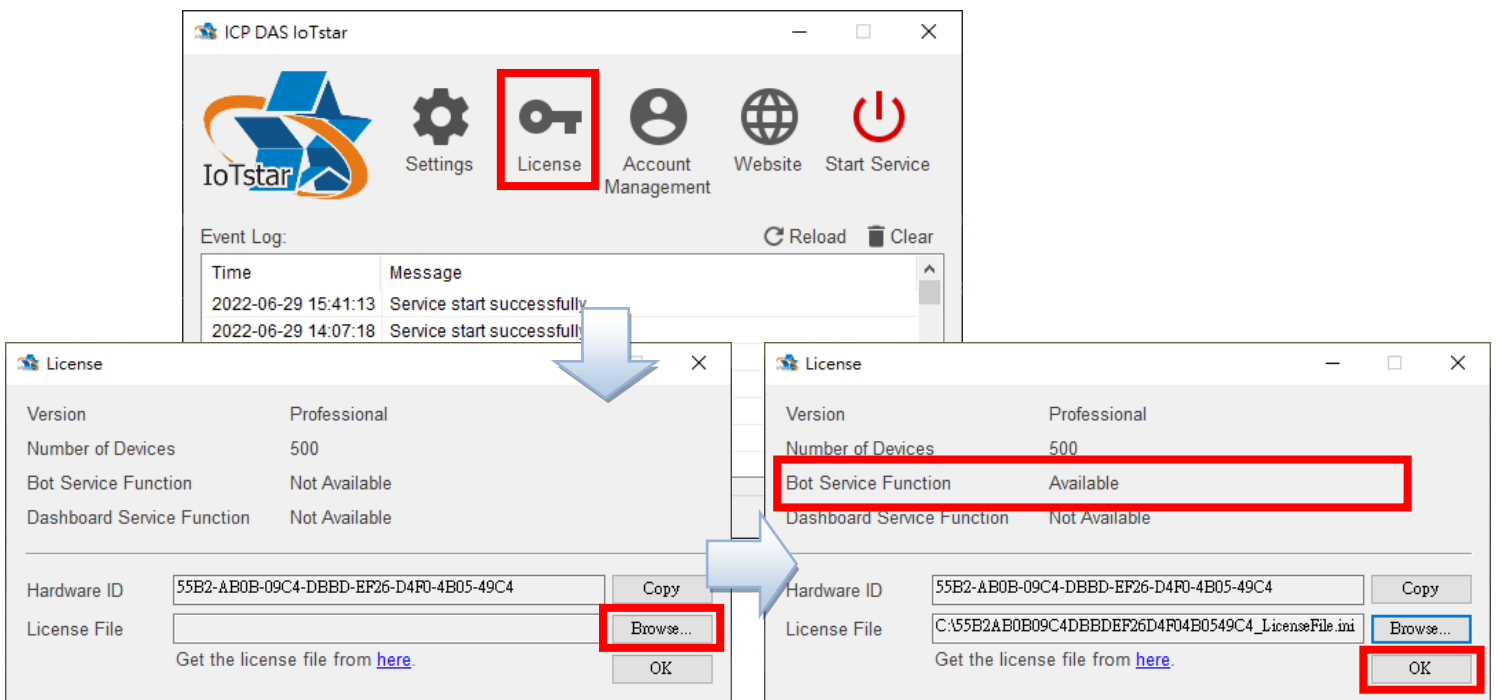 ICP DAS IoTstar
IoTstar
Settings
License
Account
Management
Website
Start Service
Event Log:
Reload
Clear
Time Message
2022-06-29 15:41:13 Service start successfully
2022-06-29 14:07:18 Service start successfully
License
Version Professional
Number of Devices 500
Bot Service Function Not Available
Dashboard Service Function Not Available
Hardware ID 55B2-AB0B-09C4-DBBD-EF26-D4F0-4B05-49C4 Copy
License File Browse...
Get the license file from here. OK
License
Version Professional
Number of Devices 500
Bot Service Function Available
Dashboard Service Function Not Available
Hardware ID 55B2-AB0B-09C4-DBBD-EF26-D4F0-4B05-49C4 Copy
License File C:\55B2AB0B09C4DBBDEF26D4F04B0549C4_LicenseFile.ini Browse...
Get the license file from here. OK